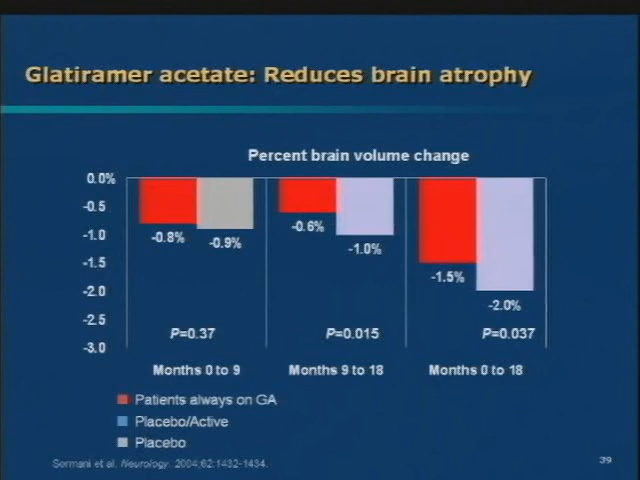 Glatiramer acetate: Reduces brain atrophy
Percent brain volume change
0.0%
-0.5
-1.0
-1.5
-2.0
-2.5
-3.0
-0.8%
-0.9%
-0.6%
-1.0%
-1.5%
-2.0%
P=0.37
P=0.015
P=0.037
Months 0 to 9
Months 9 to 18
Months 0 to 18
Patients always on GA
Placebo/Active
Placebo
Sormani et al. Neurology. 2004;62:1432-1434.
39